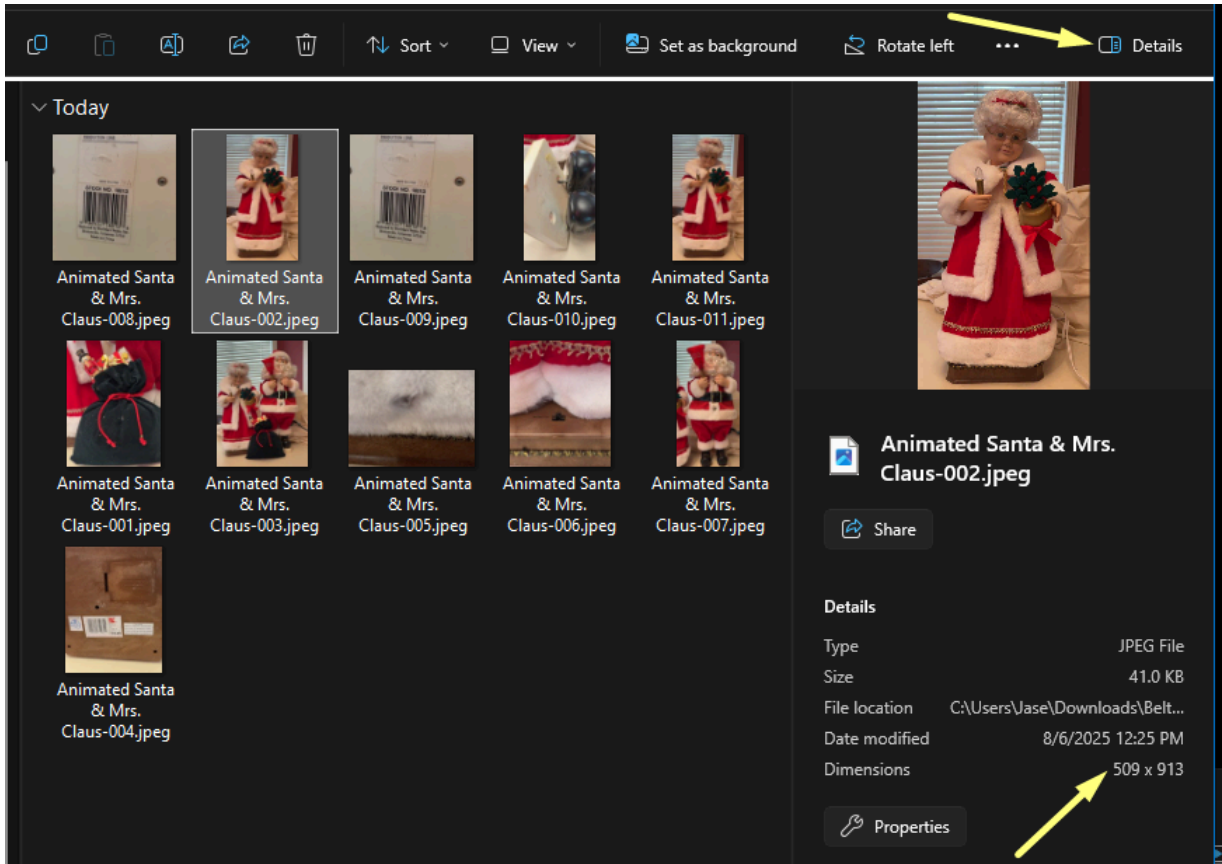 Sort
View
Set as background
Rotate left
Details
Today
Animated Santa
& Mrs.
Claus-008.jpeg
Animated Santa
& Mrs.
Claus-002.jpeg
Animated Santa
& Mrs.
Claus-009.jpeg
Animated Santa
& Mrs.
Claus-010.jpeg
Animated Santa
& Mrs.
Claus-011.jpeg
Animated Santa
& Mrs.
Claus-001.jpeg
Animated Santa
& Mrs.
Claus-003.jpeg
Animated Santa
& Mrs.
Claus-005.jpeg
Animated Santa
& Mrs.
Claus-006.jpeg
Animated Santa
& Mrs.
Claus-007.jpeg
Animated Santa
& Mrs.
Claus-004.jpeg
Animated Santa & Mrs.
Claus-002.jpeg
Share
Details
Type JPEG File
Size 41.0 KB
File location C:\Users\Jase\Downloads\Belt...
Date modified 8/6/2025 12:25 PM
Dimensions 509 x 913
Properties